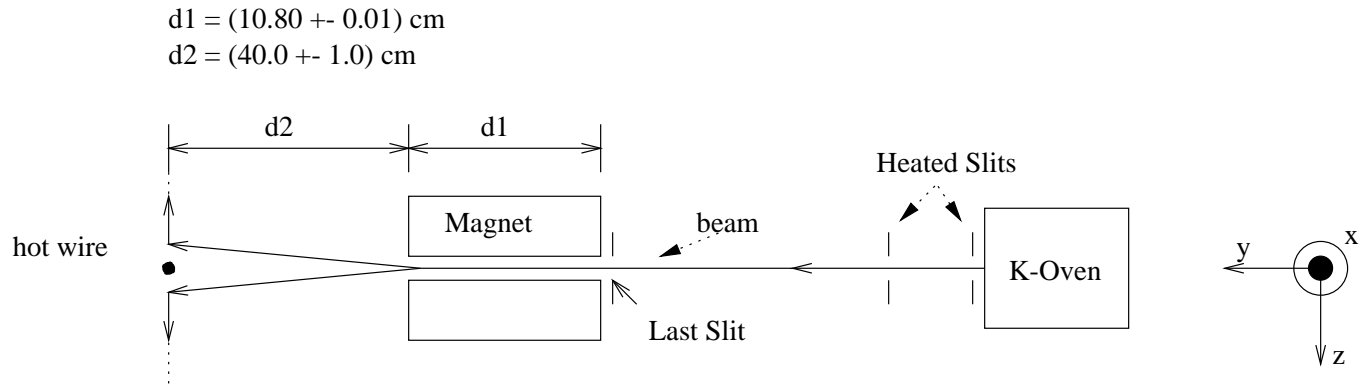 d1 = (10.80 +- 0.01) cm
d2 = (40.0 +- 1.0) cm
d2
d1
Heated Slits
Magnet
beam
x
hot wire
y
K-Oven
Last Slit
z